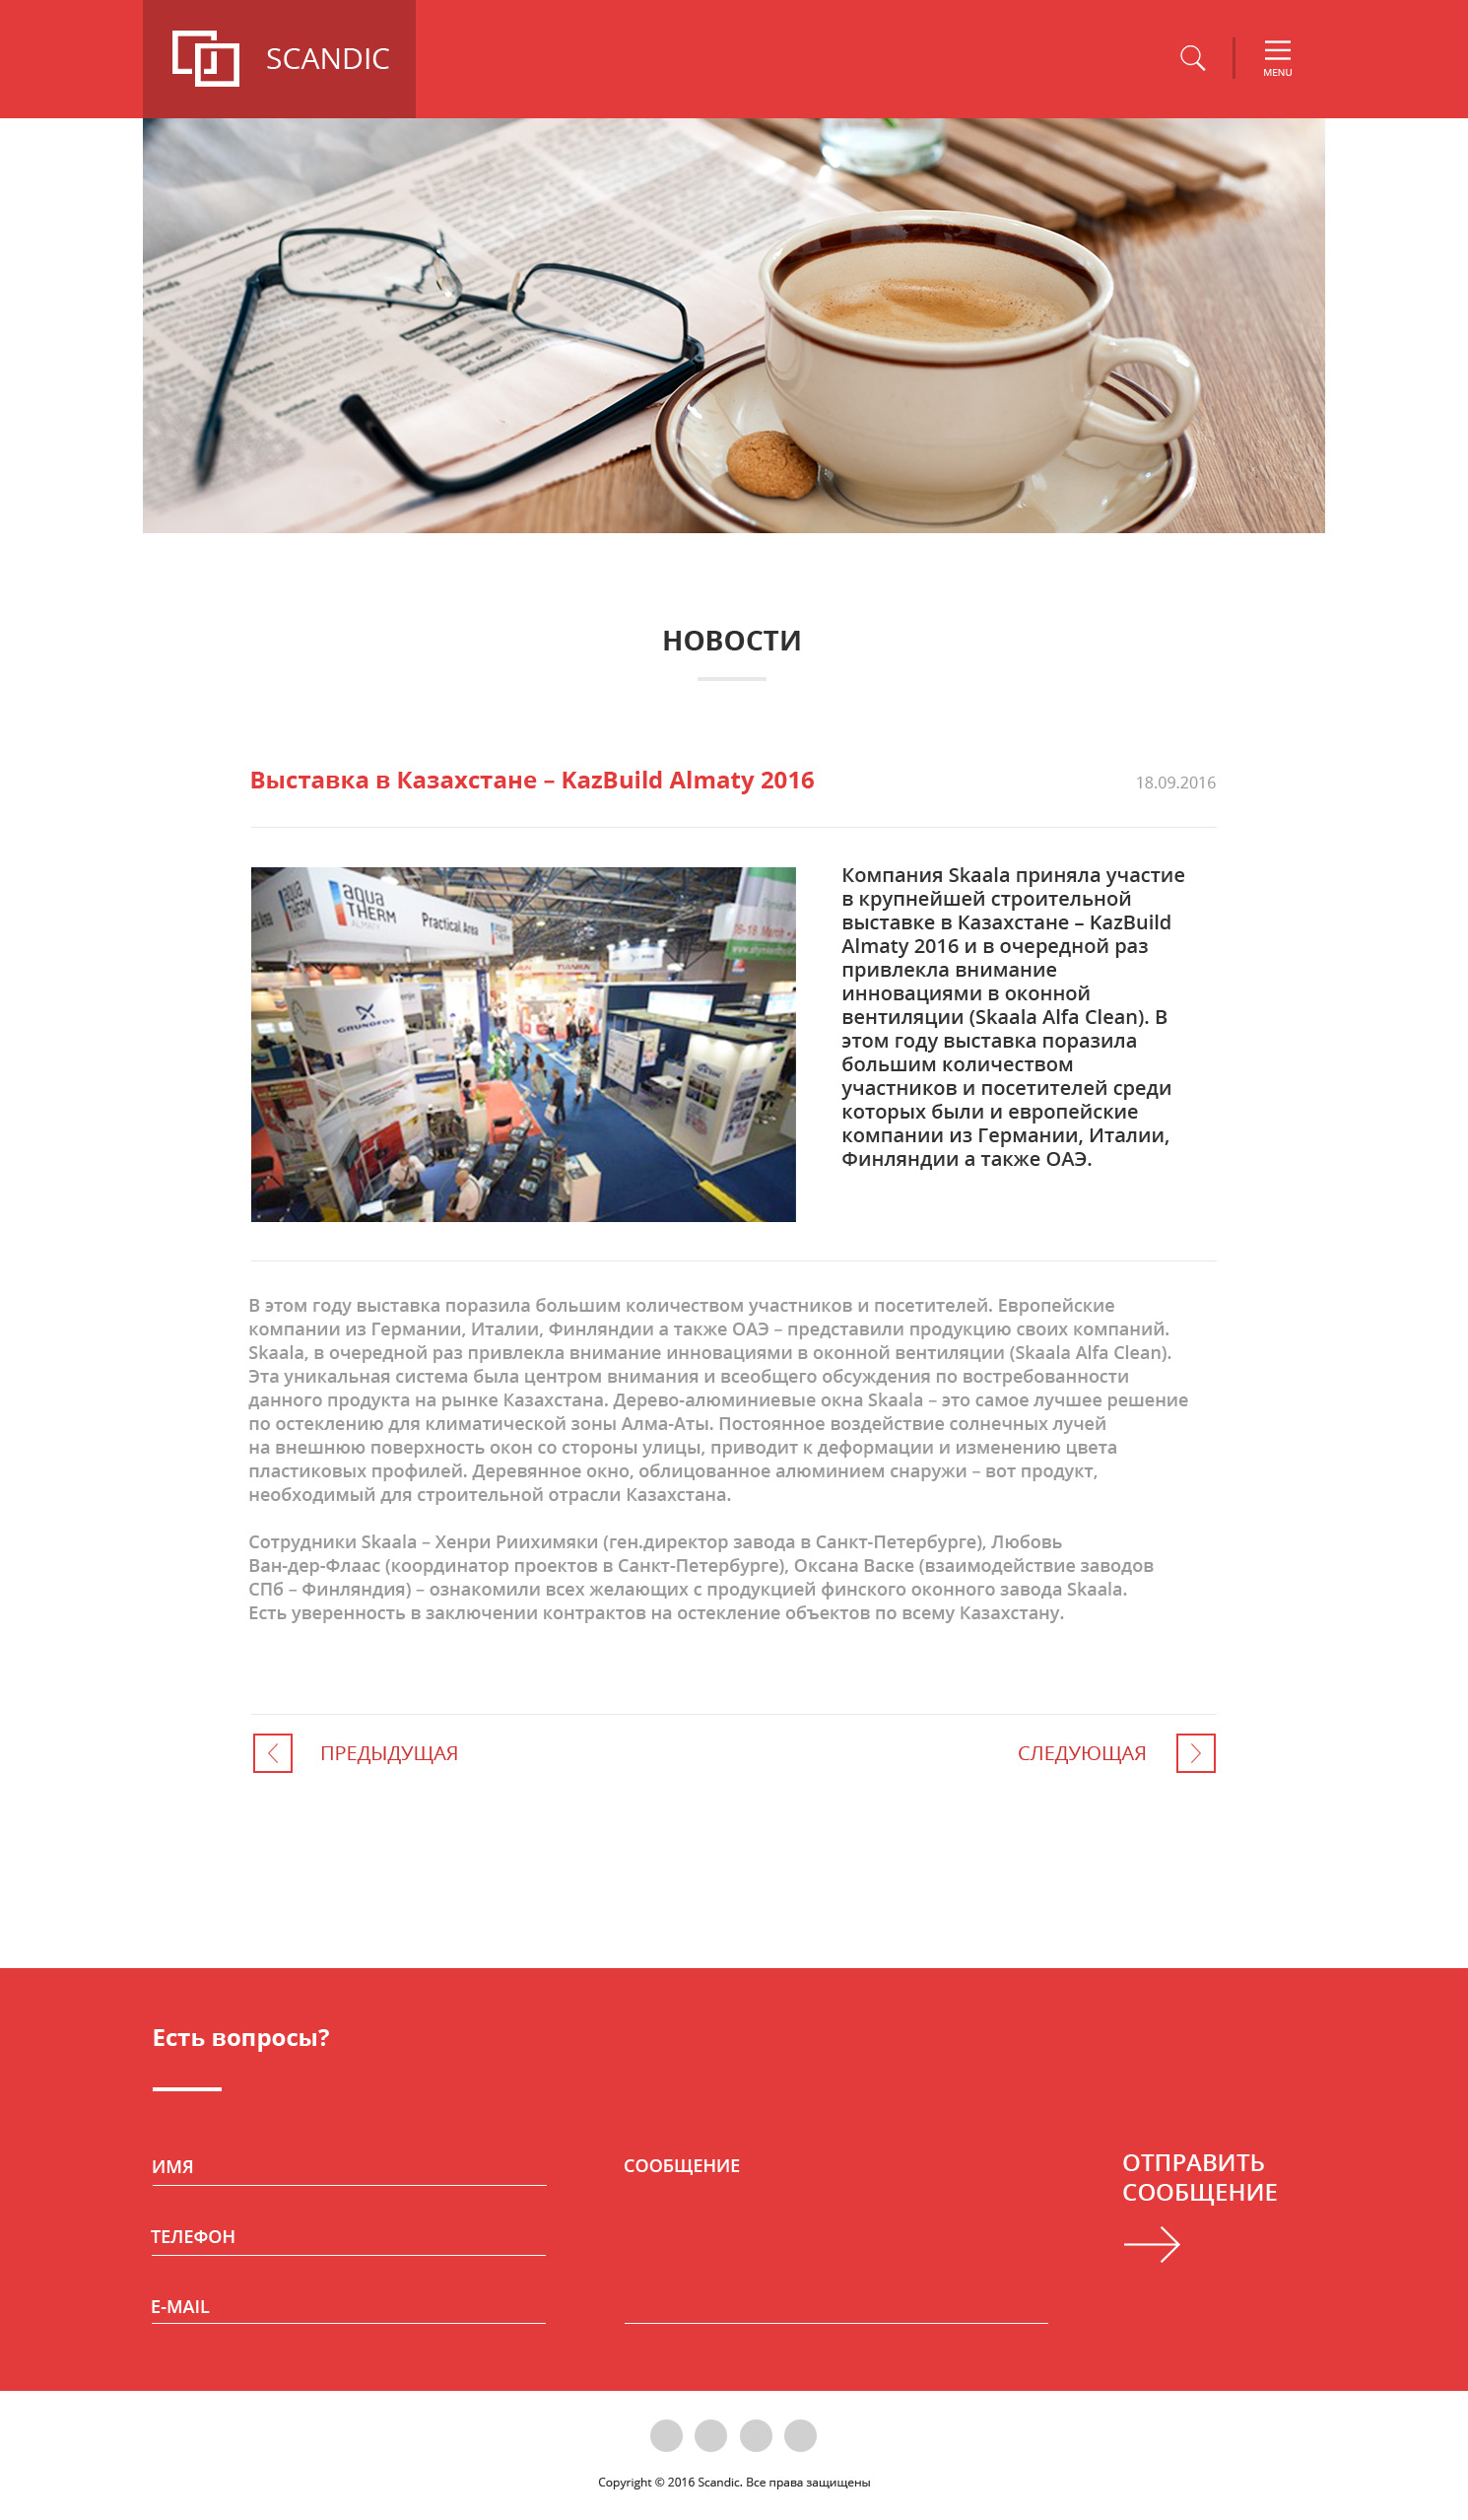 SCANDIC
MENU
НОВОСТИ
Выставка в Казахстане – KazBuild Almaty 2016
18.09.2016
aqua
THERM
ALMATY
Practical Area
aqua
THERM
GRUNDFOS
Компания Skaala приняла участие
в крупнейшей строительной
выставке в Казахстане – KazBuild
Almaty 2016 и в очередной раз
привлекла внимание
инновациями в оконной
вентиляции (Skaala Alfa Clean). В
этом году выставка поразила
большим количеством
участников и посетителей среди
которых были и европейские
компании из Германии, Италии,
Финляндии а также ОАЭ.
В этом году выставка поразила большим количеством участников и посетителей. Европейские
компании из Германии, Италии, Финляндии а также ОАЭ – представили продукцию своих компаний.
Skaala, в очередной раз привлекла внимание инновациями в оконной вентиляции (Skaala Alfa Clean).
Эта уникальная система была центром внимания и всеобщего обсуждения по востребованности
данного продукта на рынке Казахстана. Дерево-алюминиевые окна Skaala – это самое лучшее решение
по остеклению для климатической зоны Алма-Аты. Постоянное воздействие солнечных лучей
на внешнюю поверхность окон со стороны улицы, приводит к деформации и изменению цвета
пластиковых профилей. Деревянное окно, облицованное алюминием снаружи – вот продукт,
необходимый для строительной отрасли Казахстана.
Сотрудники Skaala – Хенри Риихимяки (ген.директор завода в Санкт-Петербурге), Любовь
Ван-дер-Флаас (координатор проектов в Санкт-Петербурге), Оксана Васке (взаимодействие заводов
СПб – Финляндия) – ознакомили всех желающих с продукцией финского оконного завода Skaala.
Есть уверенность в заключении контрактов на остекление объектов по всему Казахстану.
ПРЕДЫДУЩАЯ
СЛЕДУЮЩАЯ
Есть вопросы?
ИМЯ
ТЕЛЕФОН
E-MAIL
СООБЩЕНИЕ
ОТПРАВИТЬ
СООБЩЕНИЕ
Copyright © 2016 Scandic. Все права защищены